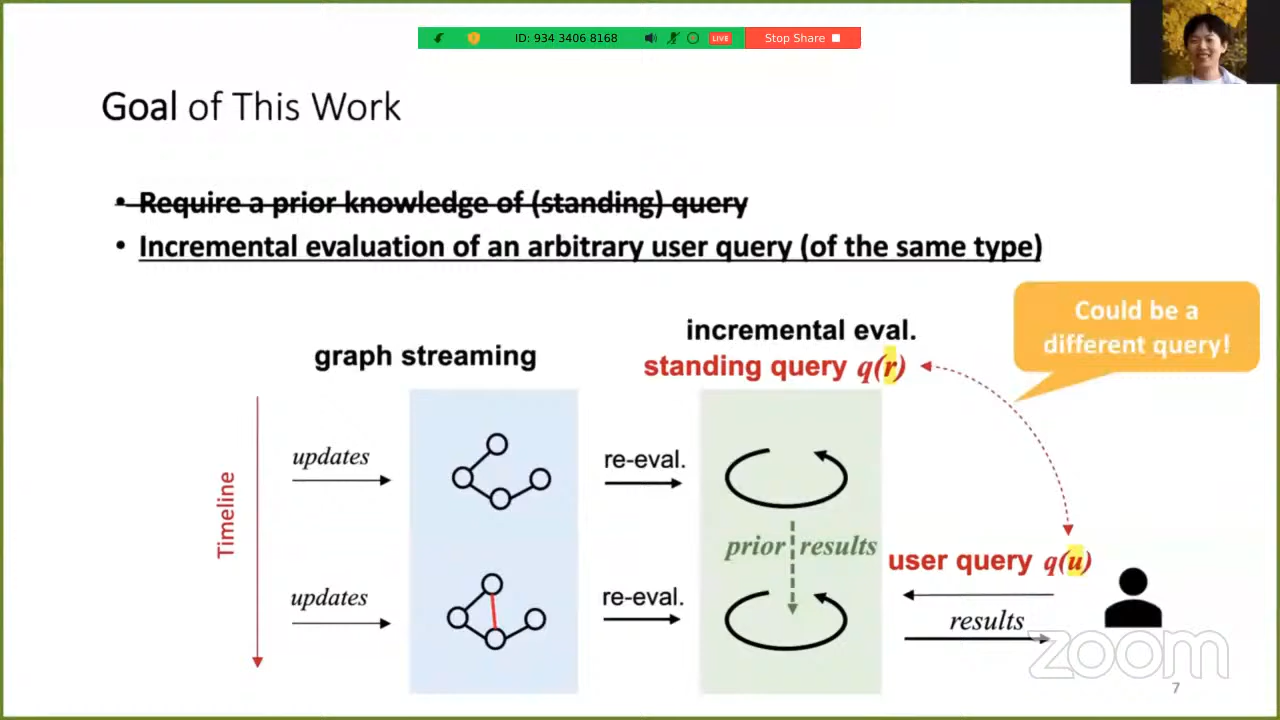 ID: 934 3406 8168
LIVE
Stop Share
Goal of This Work
• Require a prior knowledge of (standing) query
• Incremental evaluation of an arbitrary user query (of the same type)
Could be a
different query!
incremental eval.
graph streaming
standing query q(r)
updates
re-eval.
Timeline
prior results
user query q(u)
updates
re-eval.
results
zoom
7